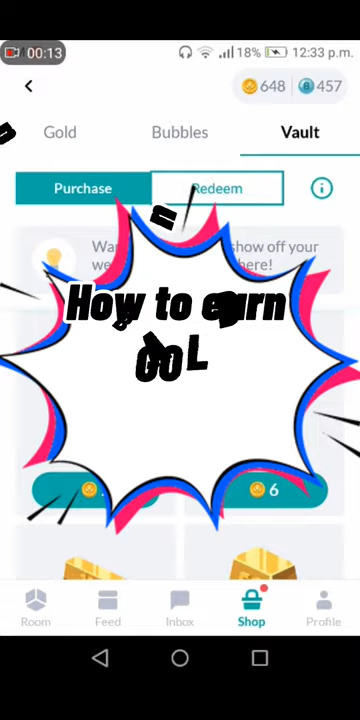 00:13
18%
12:33 p.m.
648
457
Gold
Bubbles
Vault
Purchase
Redeem
show off your
here!
How to earn
6
Room
Feed
Inbox
Shop
Profile